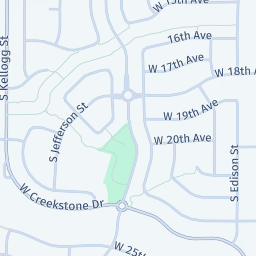 W 15th Ave
16th Ave
W 17th Ave
W 18th A
W 19th Ave
W 20th Ave
S Kellogg St
S Jefferson St
S Edison St
W Creekstone Dr
W 25th